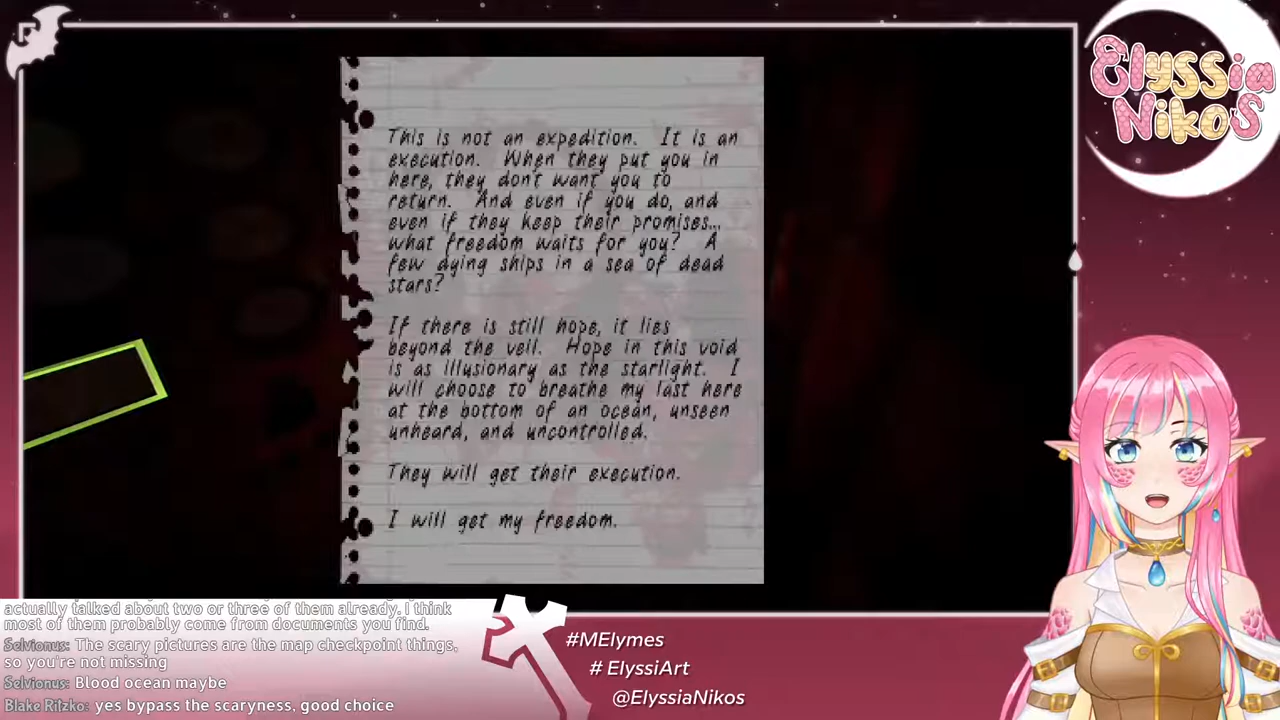 Elyssia
Nikos
This is not an expedition. It is an
execution. When they put you in
here, they don't want you to
return. And even if you do, and
even if they keep their promises...
what freedom waits for you? A
few dying ships in a sea of dead
stars?
If there is still hope, it lies
beyond the veil. Hope in this void
is as illusionary as the starlight. I
will choose to breathe my last here
at the bottom of an ocean, unseen
unheard, and uncontrolled.
They will get their execution.
I will get my freedom.
actually talked about two or three of them already. I think
most of them probably come from documents you find.
Selvionus: The scary pictures are the map checkpoint things,
so you're not missing
Selvionus: Blood ocean maybe
Blake Ritzko: yes bypass the scaryness, good choice
#MElymes
# ElyssiArt
@ElyssiaNikos